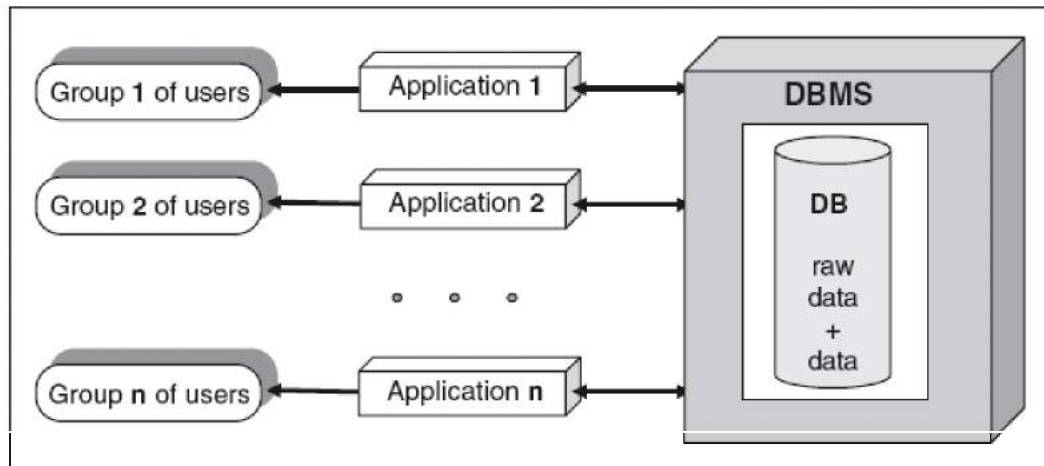 Group 1 of users
Application 1
DBMS
Group 2 of users
Application 2
DB
raw
data
+
data
Group n of users
Application n